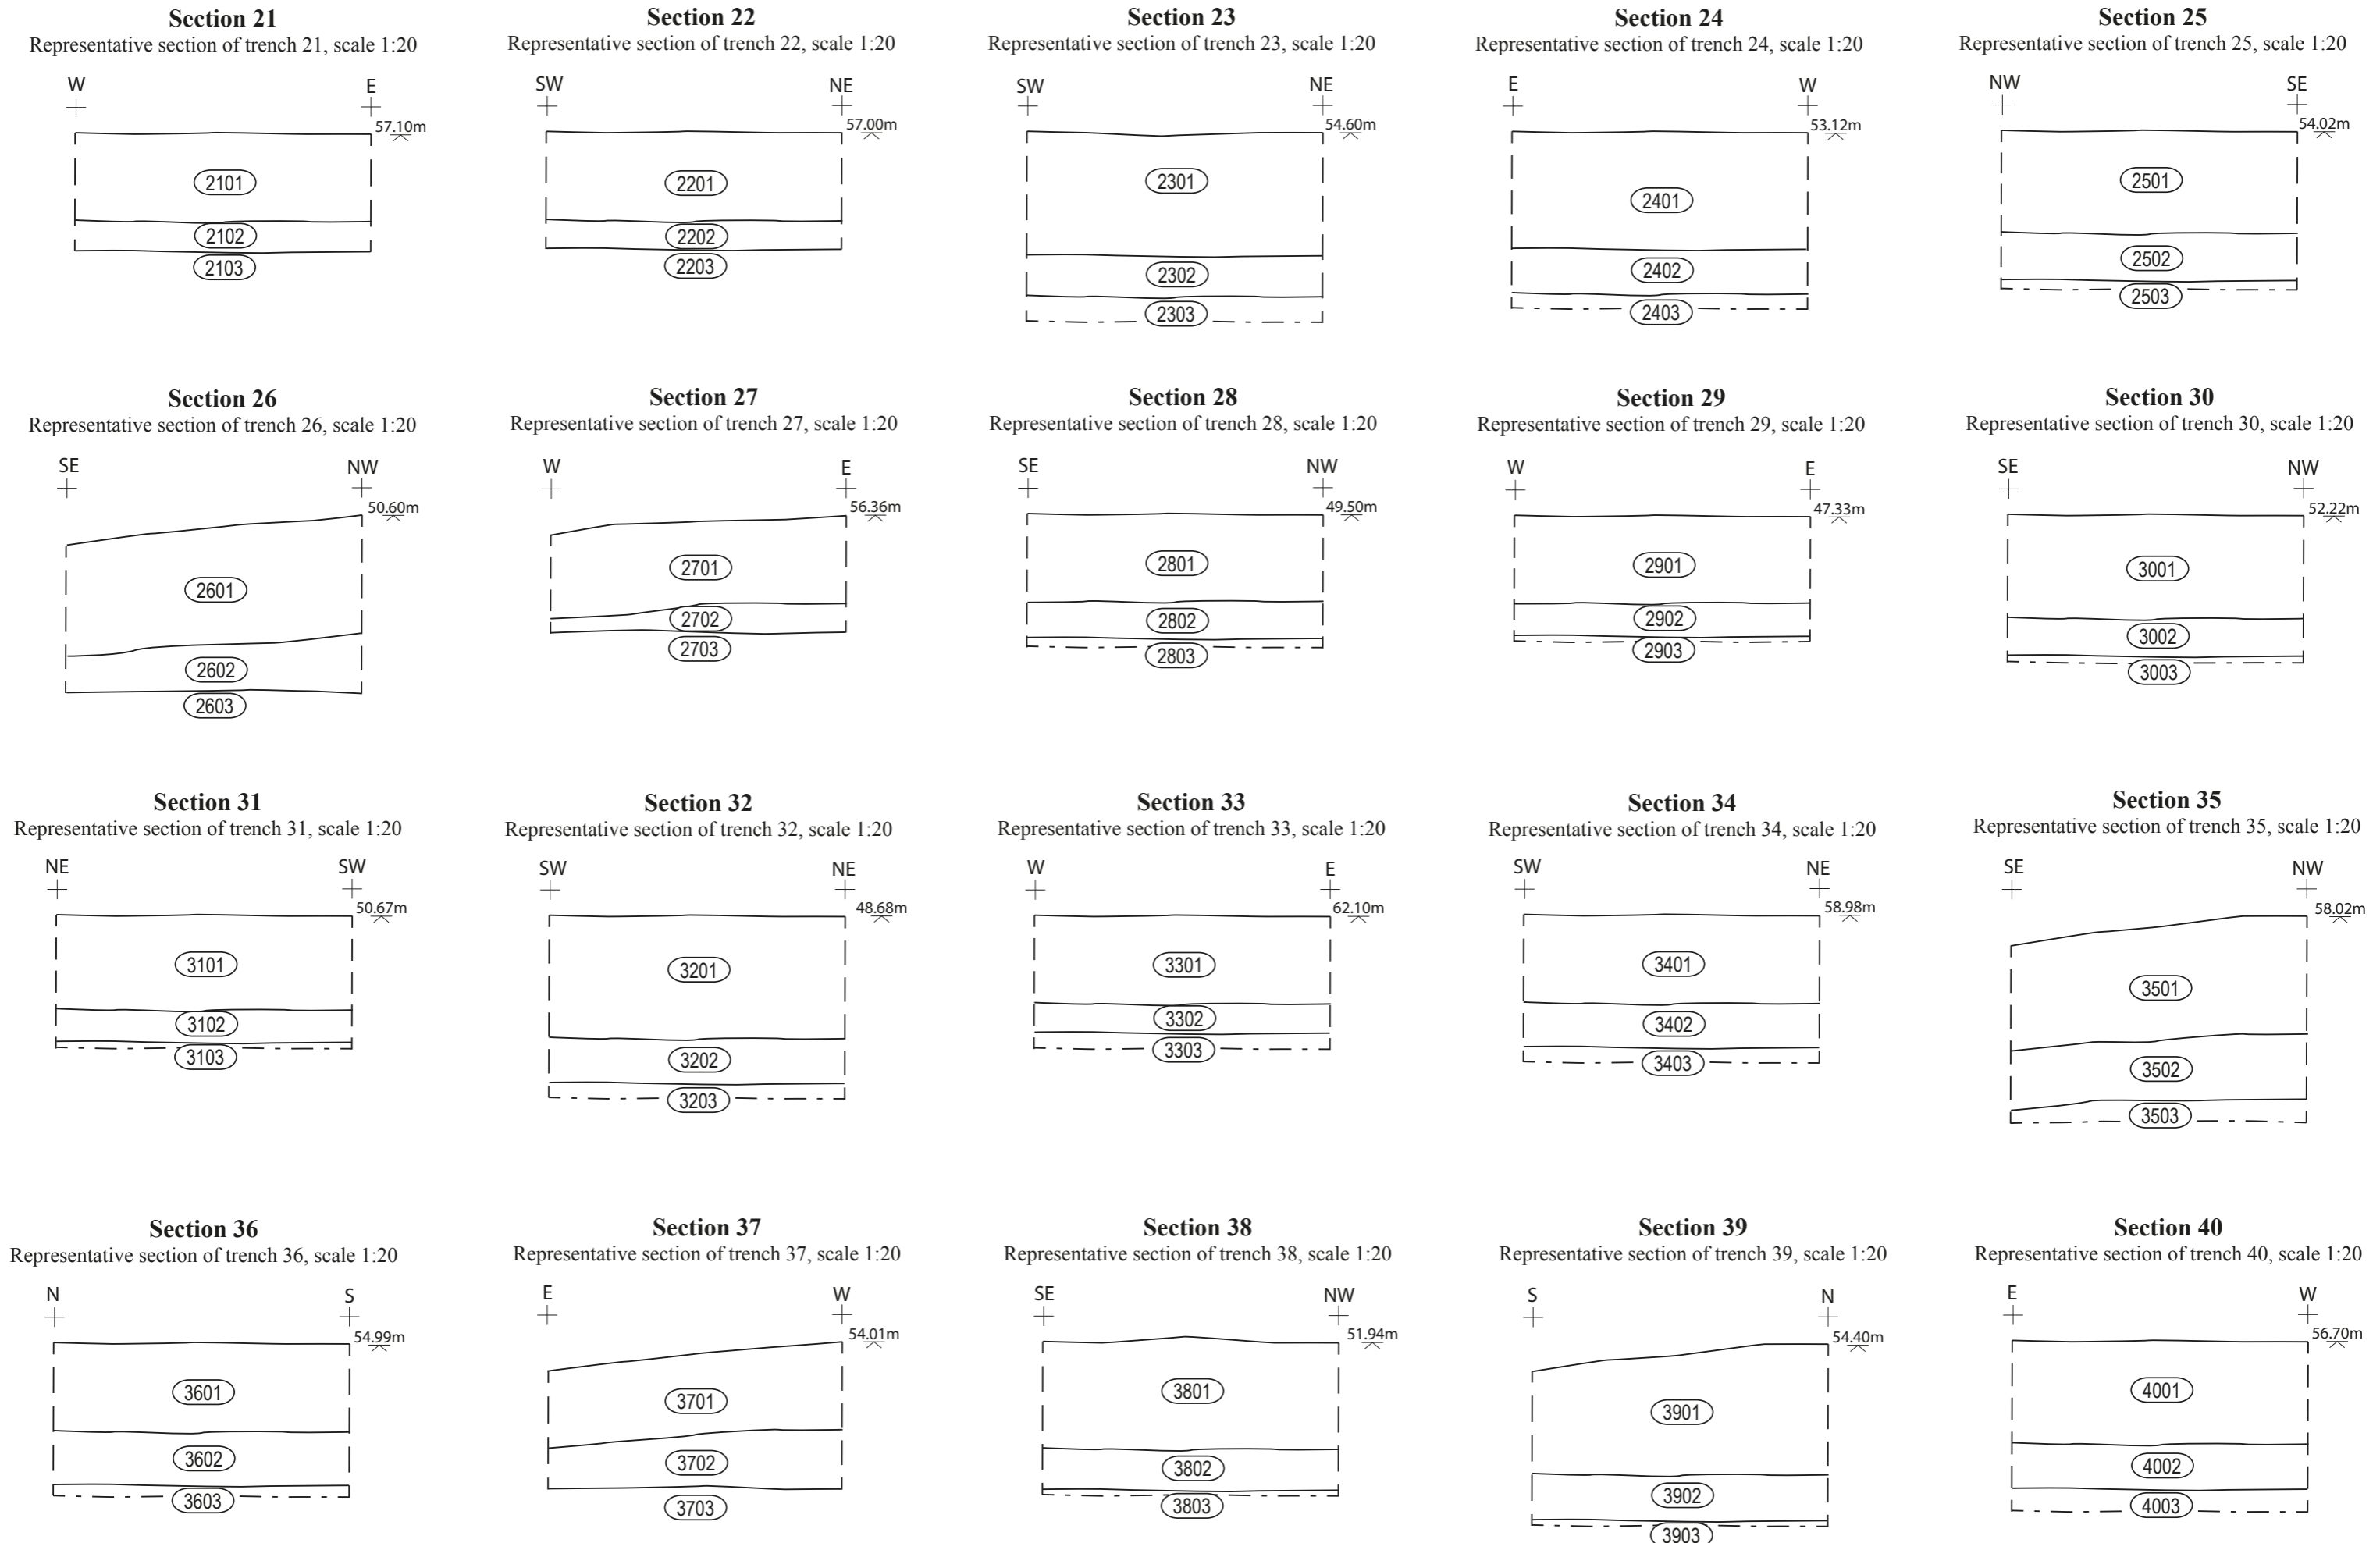 Section 21
Representative section of trench 21, scale 1:20
W E
57.10m
2101
2102
2103
Section 22
Representative section of trench 22, scale 1:20
SW NE
57.00m
2201
2202
2203
Section 23
Representative section of trench 23, scale 1:20
SW NE
54.60m
2301
2302
2303
Section 24
Representative section of trench 24, scale 1:20
E W
53.12m
2401
2402
2403
Section 25
Representative section of trench 25, scale 1:20
NW SE
54.02m
2501
2502
2503
Section 26
Representative section of trench 26, scale 1:20
SE NW
50.60m
2601
2602
2603
Section 27
Representative section of trench 27, scale 1:20
W E
56.36m
2701
2702
2703
Section 28
Representative section of trench 28, scale 1:20
SE NW
49.50m
2801
2802
2803
Section 29
Representative section of trench 29, scale 1:20
W E
47.33m
2901
2902
2903
Section 30
Representative section of trench 30, scale 1:20
SE NW
52.22m
3001
3002
3003
Section 31
Representative section of trench 31, scale 1:20
NE SW
50.67m
3101
3102
3103
Section 32
Representative section of trench 32, scale 1:20
SW NE
48.68m
3201
3202
3203
Section 33
Representative section of trench 33, scale 1:20
W E
62.10m
3301
3302
3303
Section 34
Representative section of trench 34, scale 1:20
SW NE
58.98m
3401
3402
3403
Section 35
Representative section of trench 35, scale 1:20
SE NW
58.02m
3501
3502
3503
Section 36
Representative section of trench 36, scale 1:20
N S
54.99m
3601
3602
3603
Section 37
Representative section of trench 37, scale 1:20
E W
54.01m
3701
3702
3703
Section 38
Representative section of trench 38, scale 1:20
SE NW
51.94m
3801
3802
3803
Section 39
Representative section of trench 39, scale 1:20
S N
54.40m
3901
3902
3903
Section 40
Representative section of trench 40, scale 1:20
E W
56.70m
4001
4002
4003